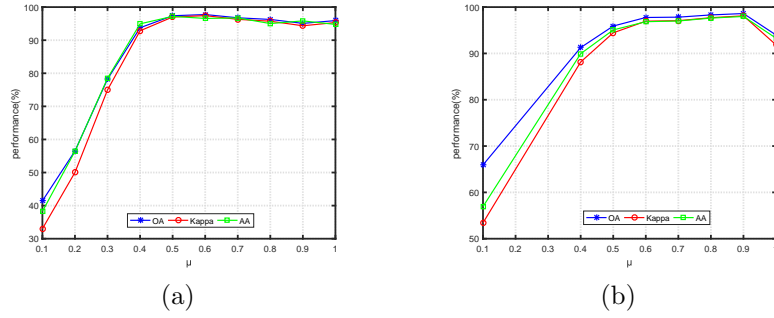 100
90
80
70
60
50
40
30
performance(%)
0.1 0.2 0.3 0.4 0.5 0.6 0.7 0.8 0.9 1
μ
OA Kappa AA
(a)
100
90
80
70
60
50
performance(%)
0.1 0.2 0.3 0.4 0.5 0.6 0.7 0.8 0.9
μ
OA Kappa AA
(b)